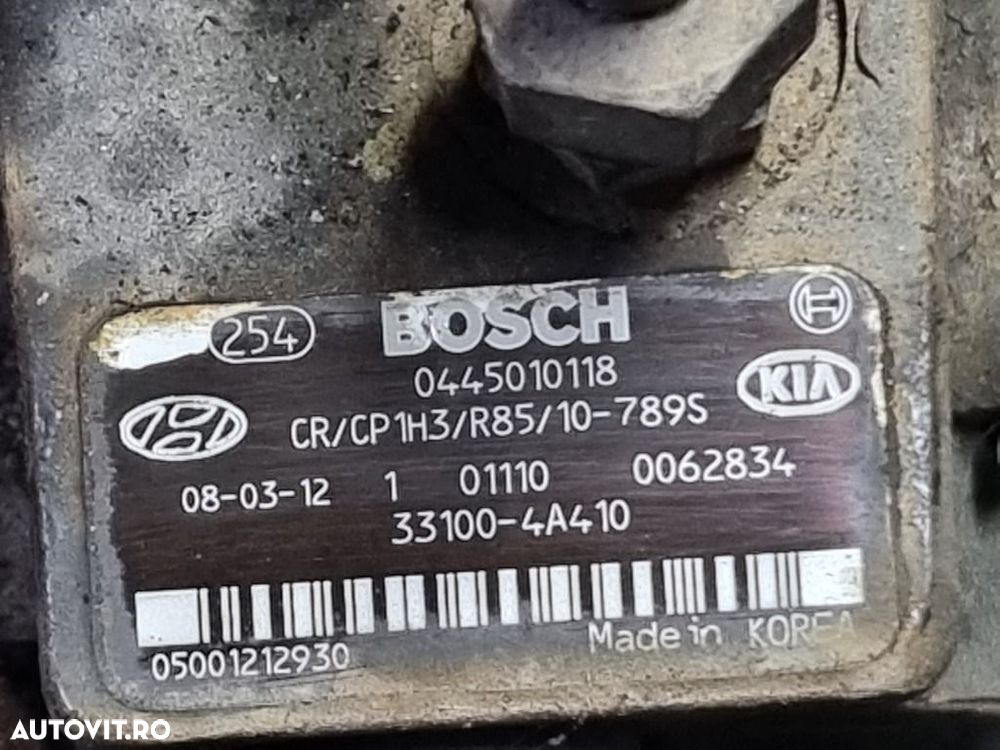 254 BOSCH
0445010118
KIA
CR/CP1H3/R85/10-789S
08-03-12 1 01110 0062834
33100-4A410
Made in KOREA
05001212930
AUTOVIT.RO